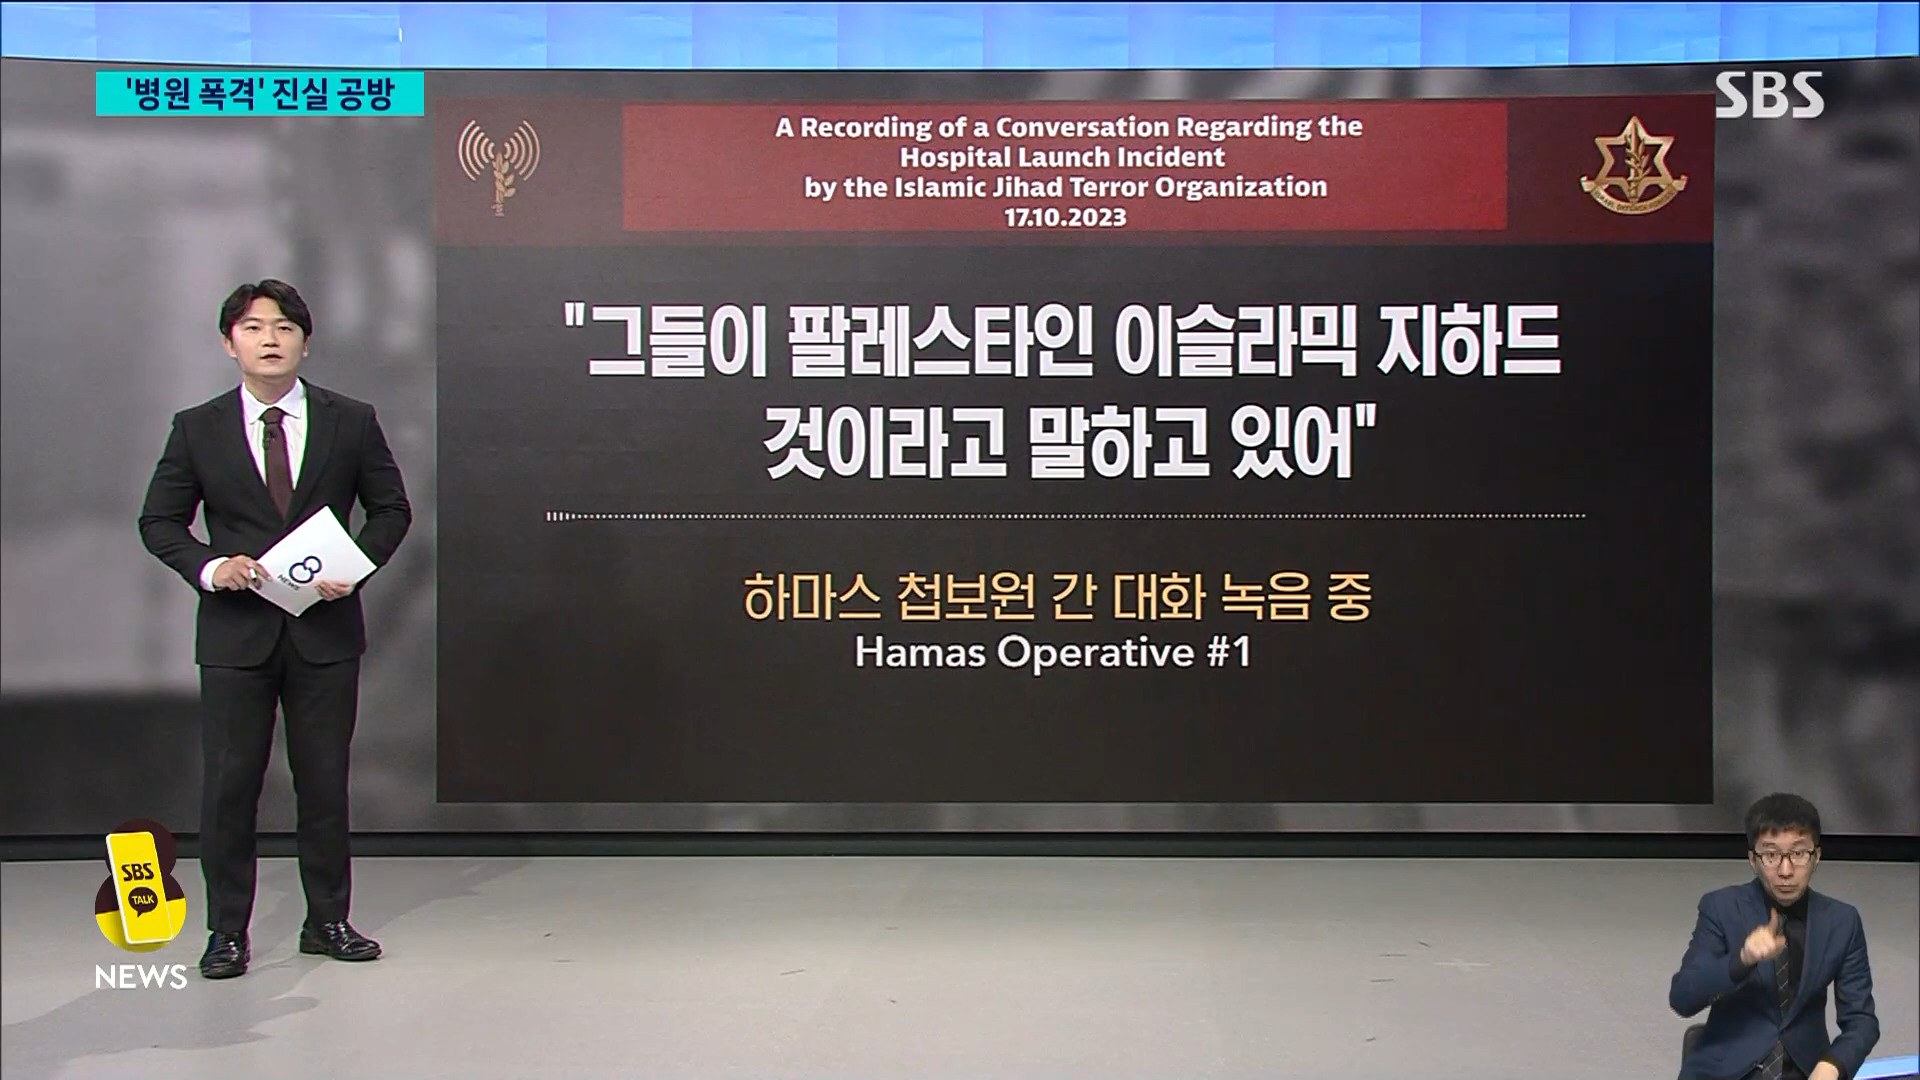 '병원 폭격' 진실 공방
SBS
A Recording of a Conversation Regarding the
Hospital Launch Incident
by the Islamic Jihad Terror Organization
17.10.2023
"그들이 팔레스타인 이슬라믹 지하드
것이라고 말하고 있어"
하마스 첩보원 간 대화 녹음 중
Hamas Operative #1
8
NEWS
SBS
TALK
NEWS